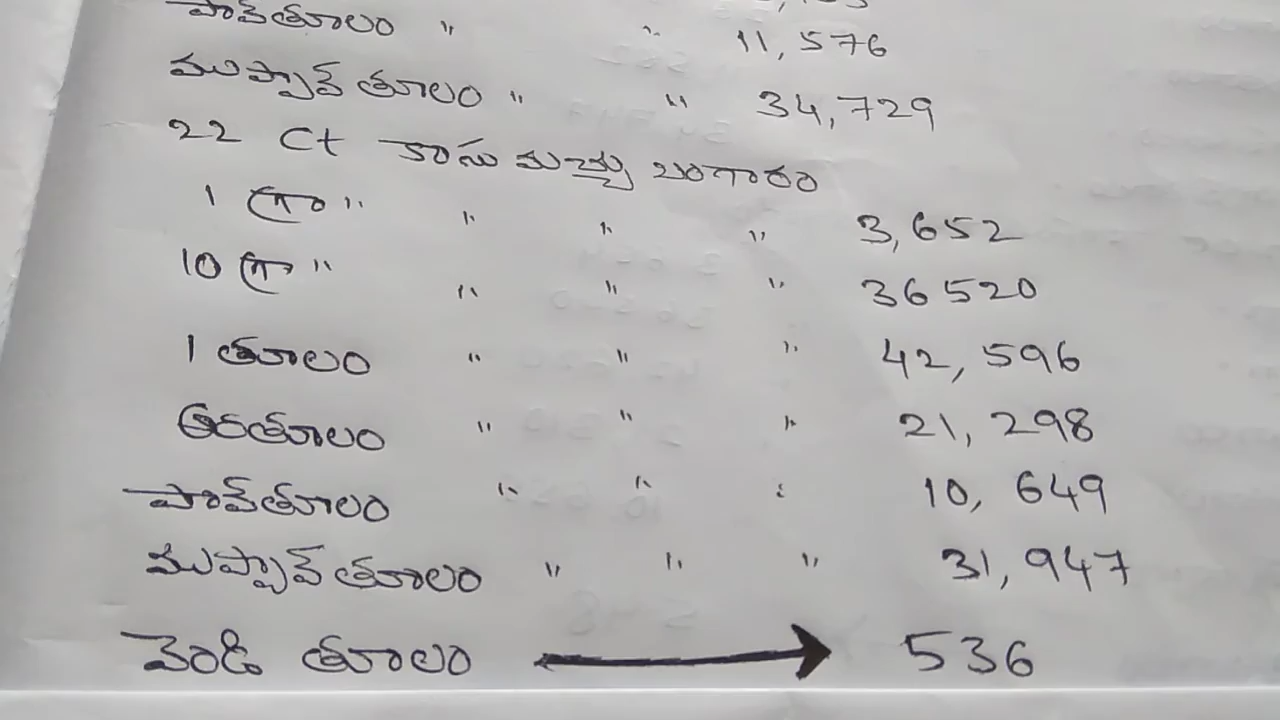 పావ్తూలం " " 11,576
ముప్పావ్ తూలం " " 34,729
22 Ct కాసుమచ్చు బంగారం
1 గ్రా " " " " 3,652
10 గ్రా " " " " 36520
1 తూలం " " " 42,596
అరతూలం " " " 21,298
పావ్తూలం " " " 10,649
ముప్పావ్ తూలం " " " 31,947
వెండి తూలం → 536